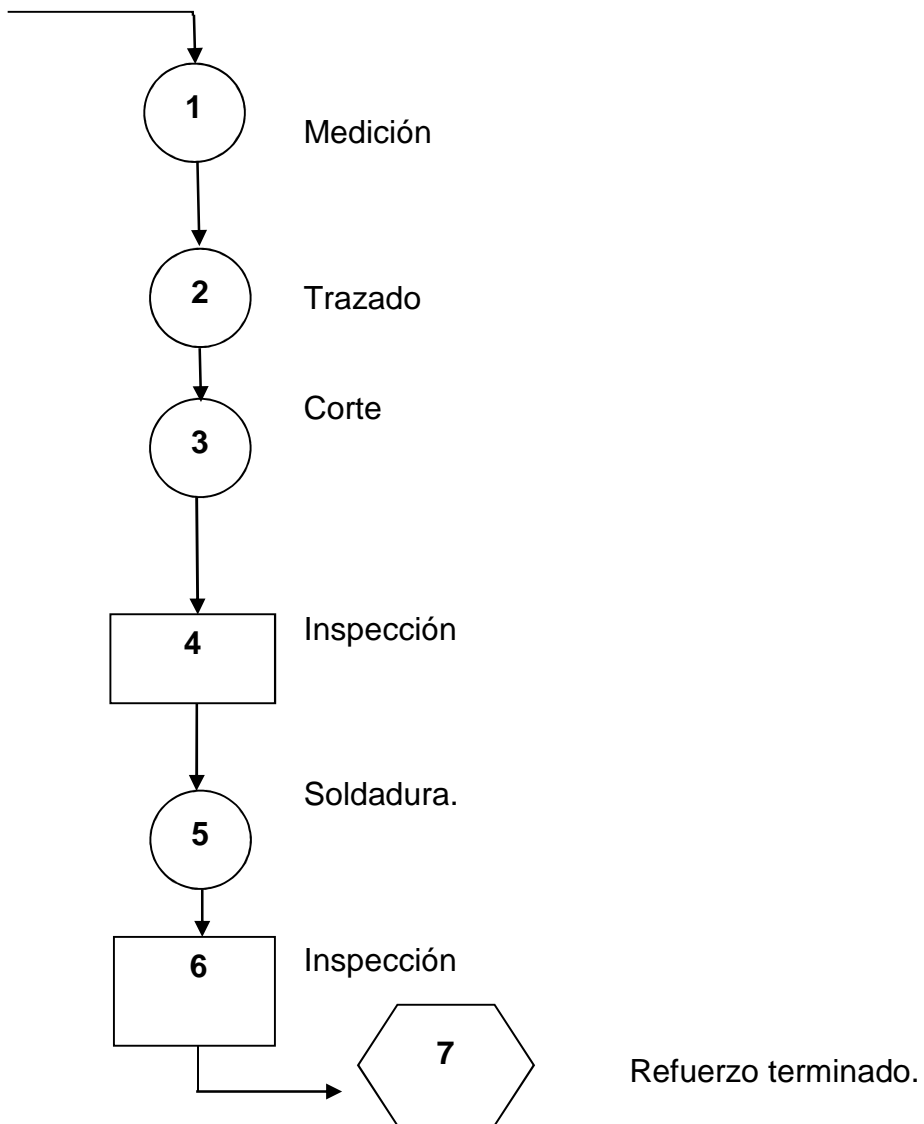 1
Medición
2
Trazado
Corte
3
Inspección
4
Soldadura.
5
6
Inspección
7
Refuerzo terminado.